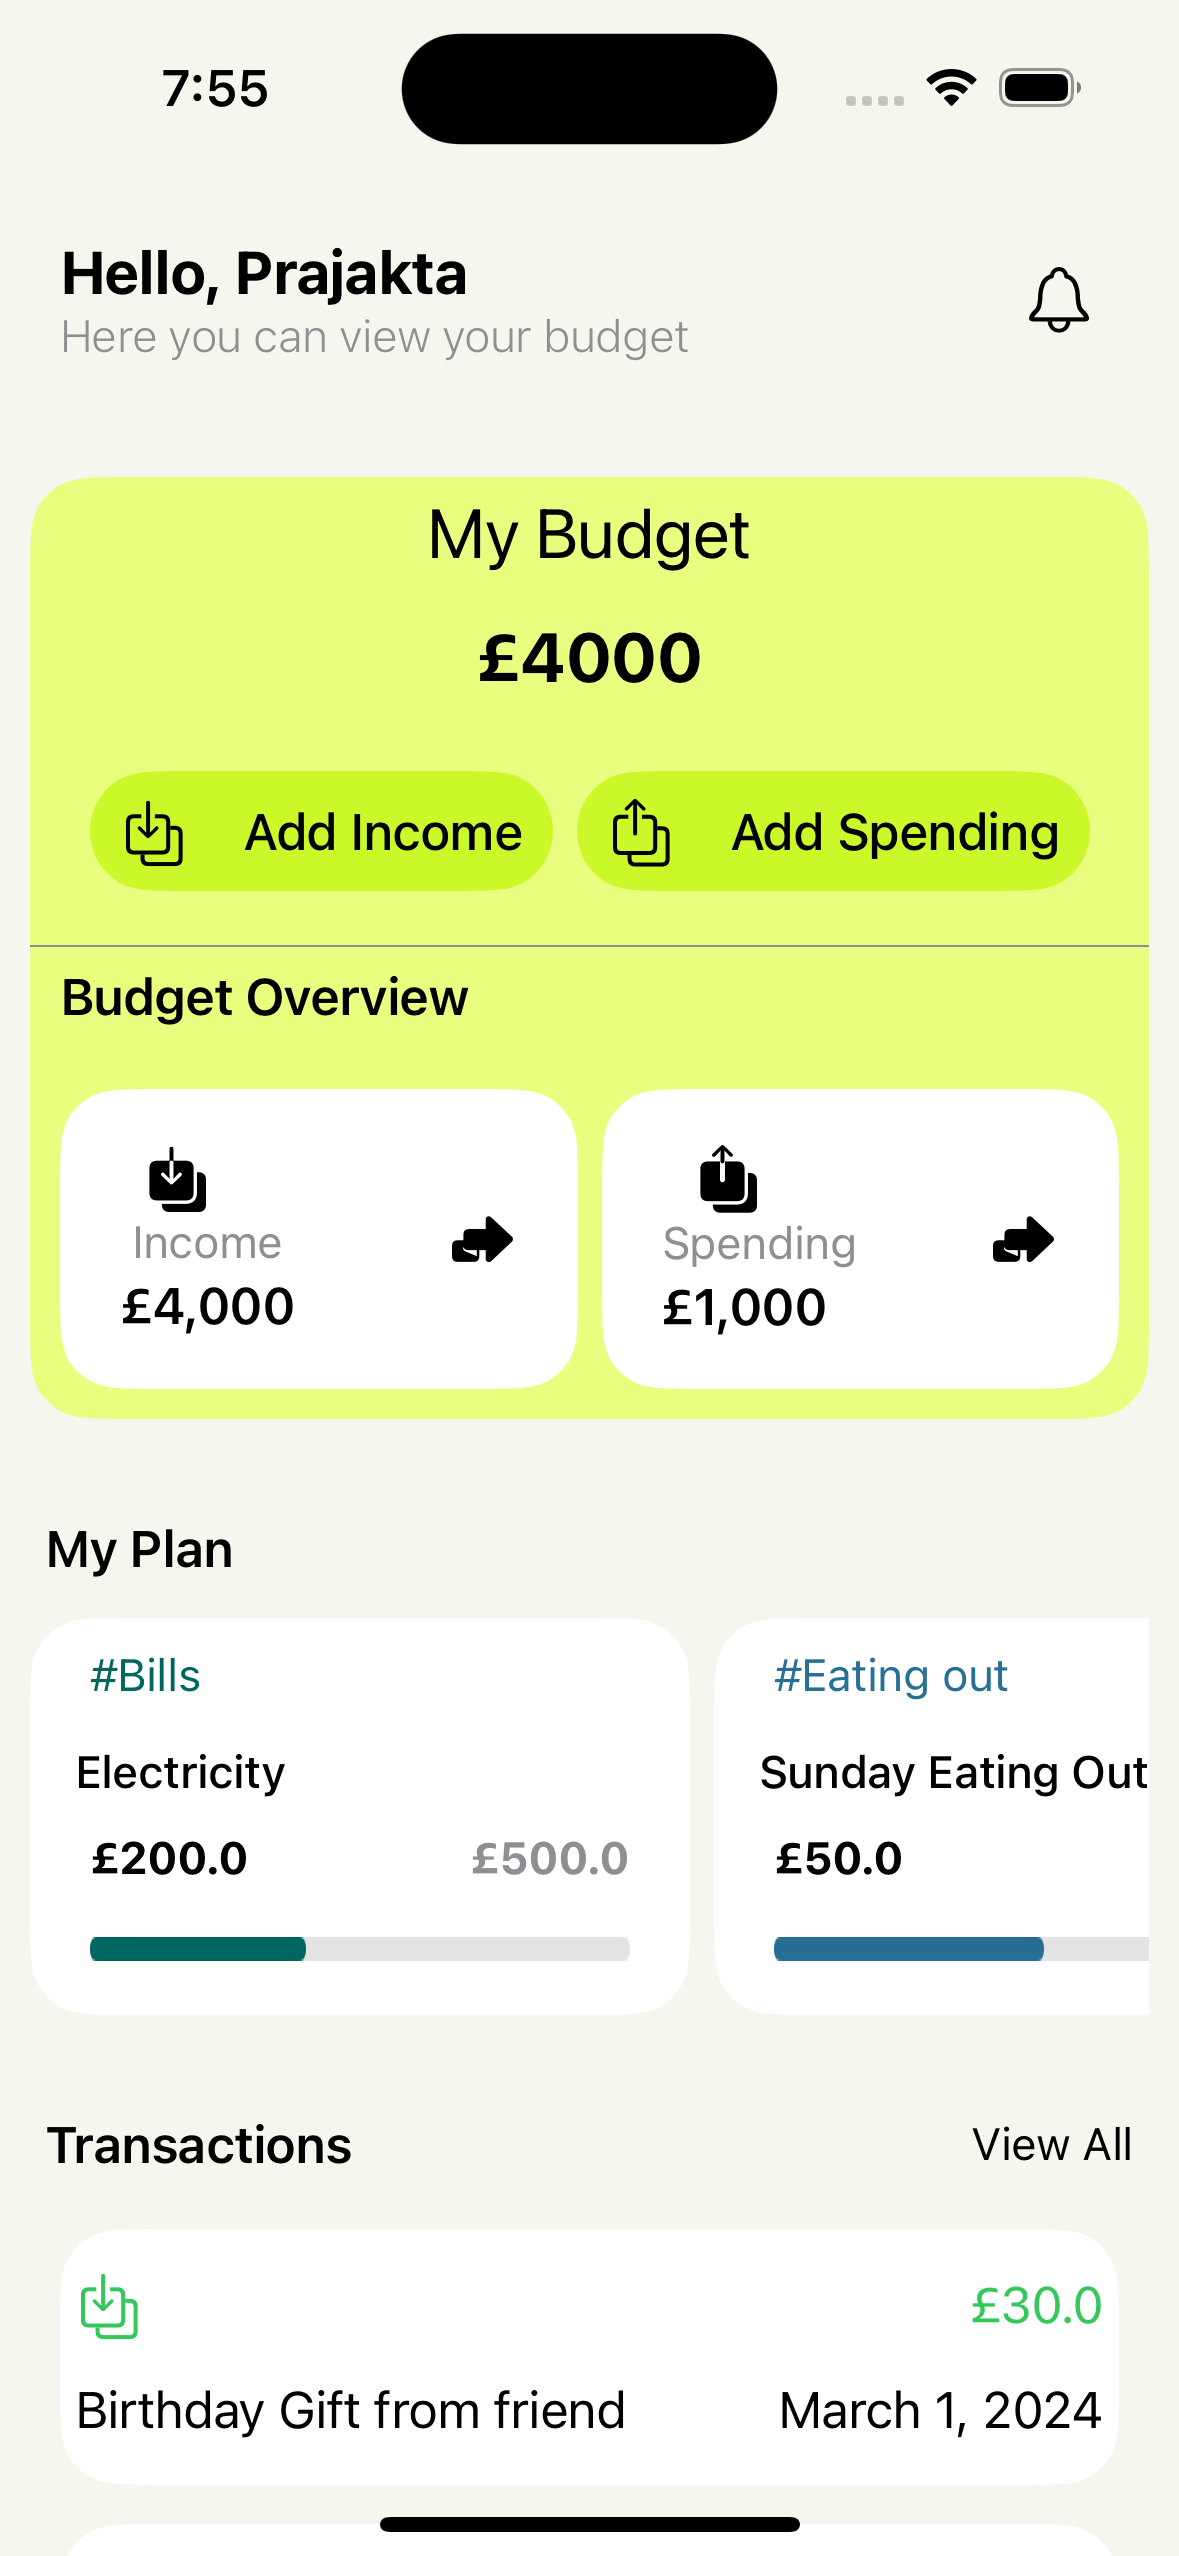 7:55
Hello, Prajakta
Here you can view your budget
My Budget
£4000
Add Income
Add Spending
Budget Overview
Income
£4,000
Spending
£1,000
My Plan
#Bills
Electricity
£200.0 £500.0
#Eating out
Sunday Eating Out
£50.0
Transactions View All
£30.0
Birthday Gift from friend March 1, 2024